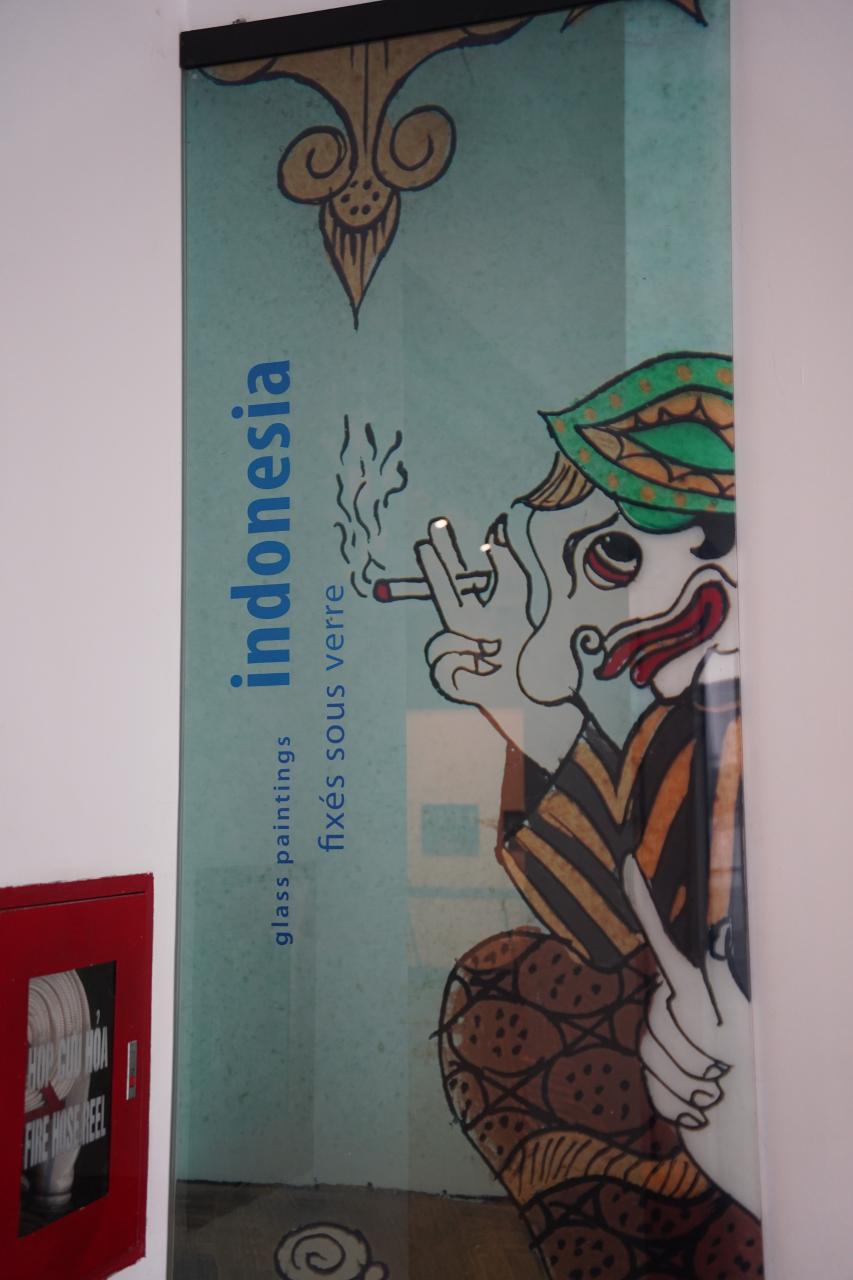 indonesia
glass paintings
fixés sous verre
HỘP CỨU HỎA
FIRE HOSE REEL